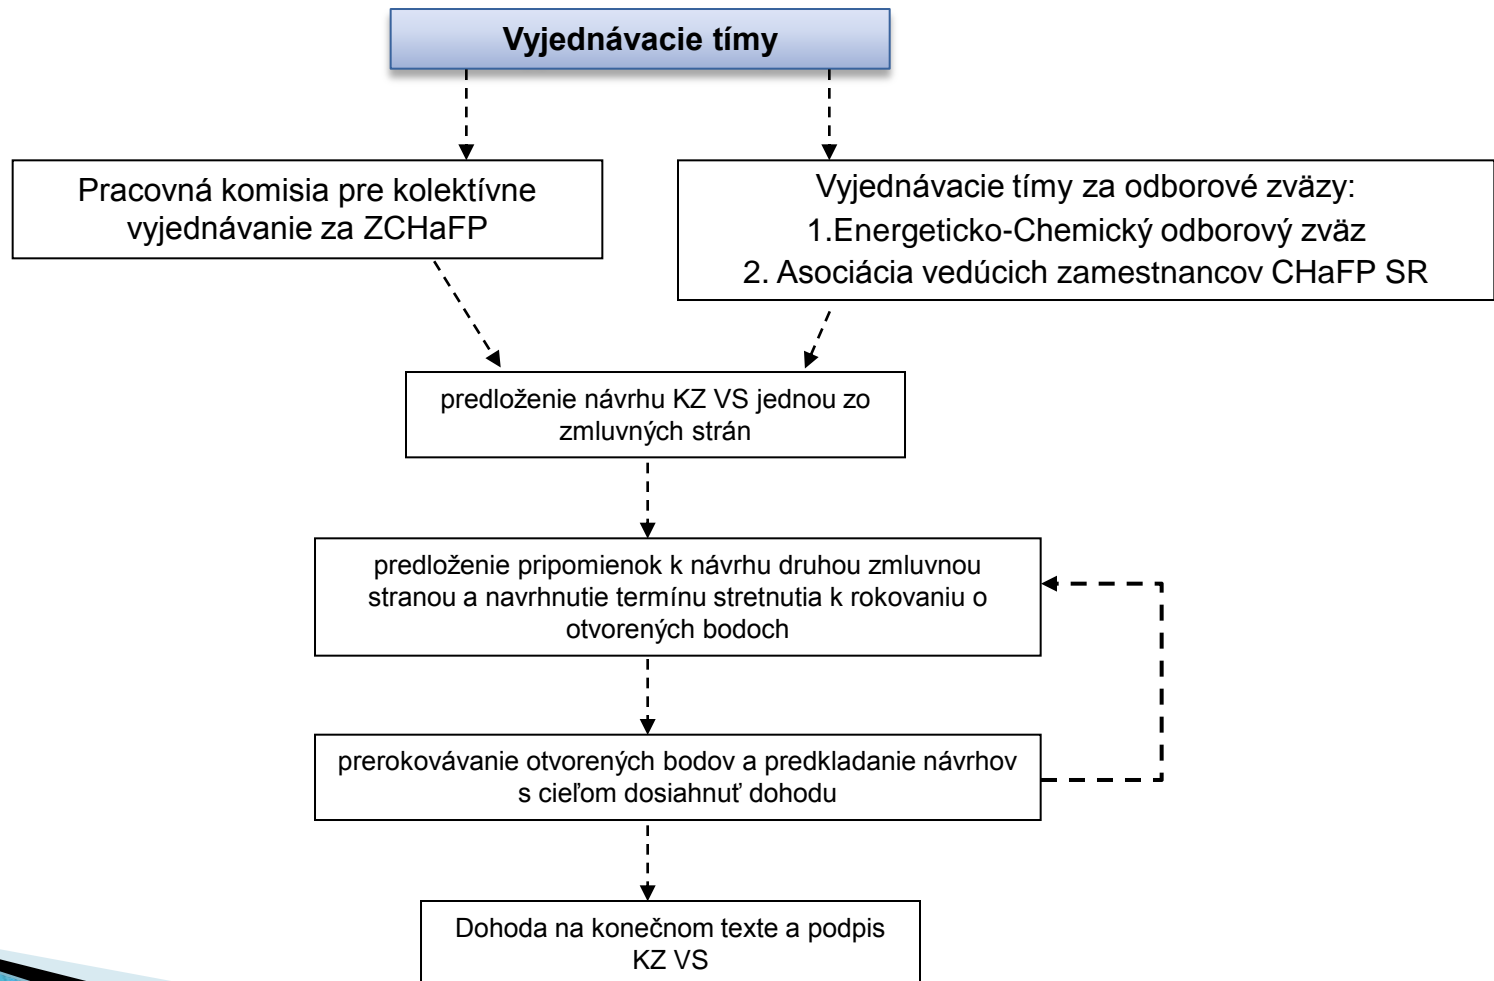 Vyjednávacie tímy
Pracovná komisia pre kolektívne
vyjednávanie za ZCHaFP
Vyjednávacie tímy za odborové zväzy:
1.Energeticko-Chemický odborový zväz
2. Asociácia vedúcich zamestnancov CHaFP SR
predloženie návrhu KZ VS jednou zo
zmluvných strán
predloženie pripomienok k návrhu druhou zmluvnou
stranou a navrhnutie termínu stretnutia k rokovaniu o
otvorených bodoch
prerokovávanie otvorených bodov a predkladanie návrhov
s cieľom dosiahnuť dohodu
Dohoda na konečnom texte a podpis
KZ VS